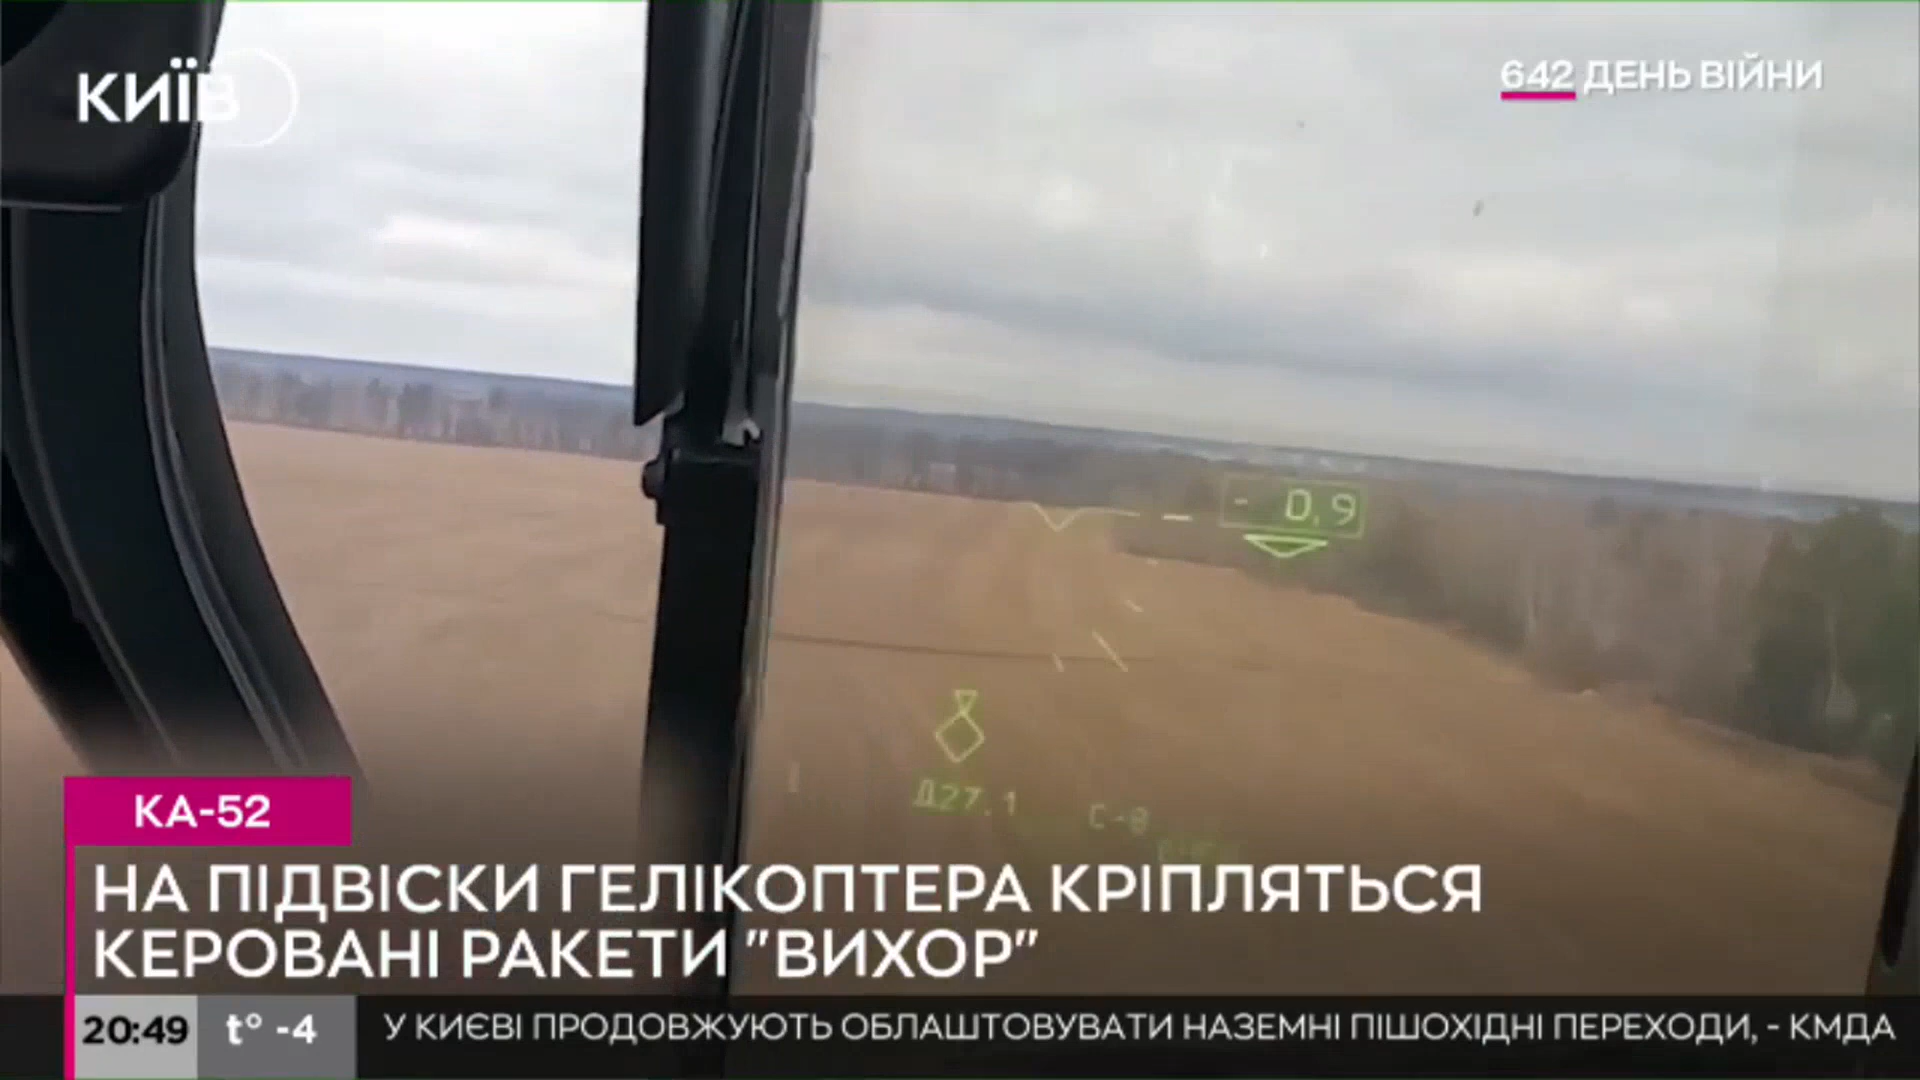 КИЇВ
642 ДЕНЬ ВІЙНИ
- 0,9
Д27.1
С-8
КА-52
НА ПІДВІСКИ ГЕЛІКОПТЕРА КРІПЛЯТЬСЯ
КЕРОВАНІ РАКЕТИ "ВИХОР"
20:49
t° -4
У КИЄВІ ПРОДОВЖУЮТЬ ОБЛАШТОВУВАТИ НАЗЕМНІ ПІШОХІДНІ ПЕРЕХОДИ, - КМДА